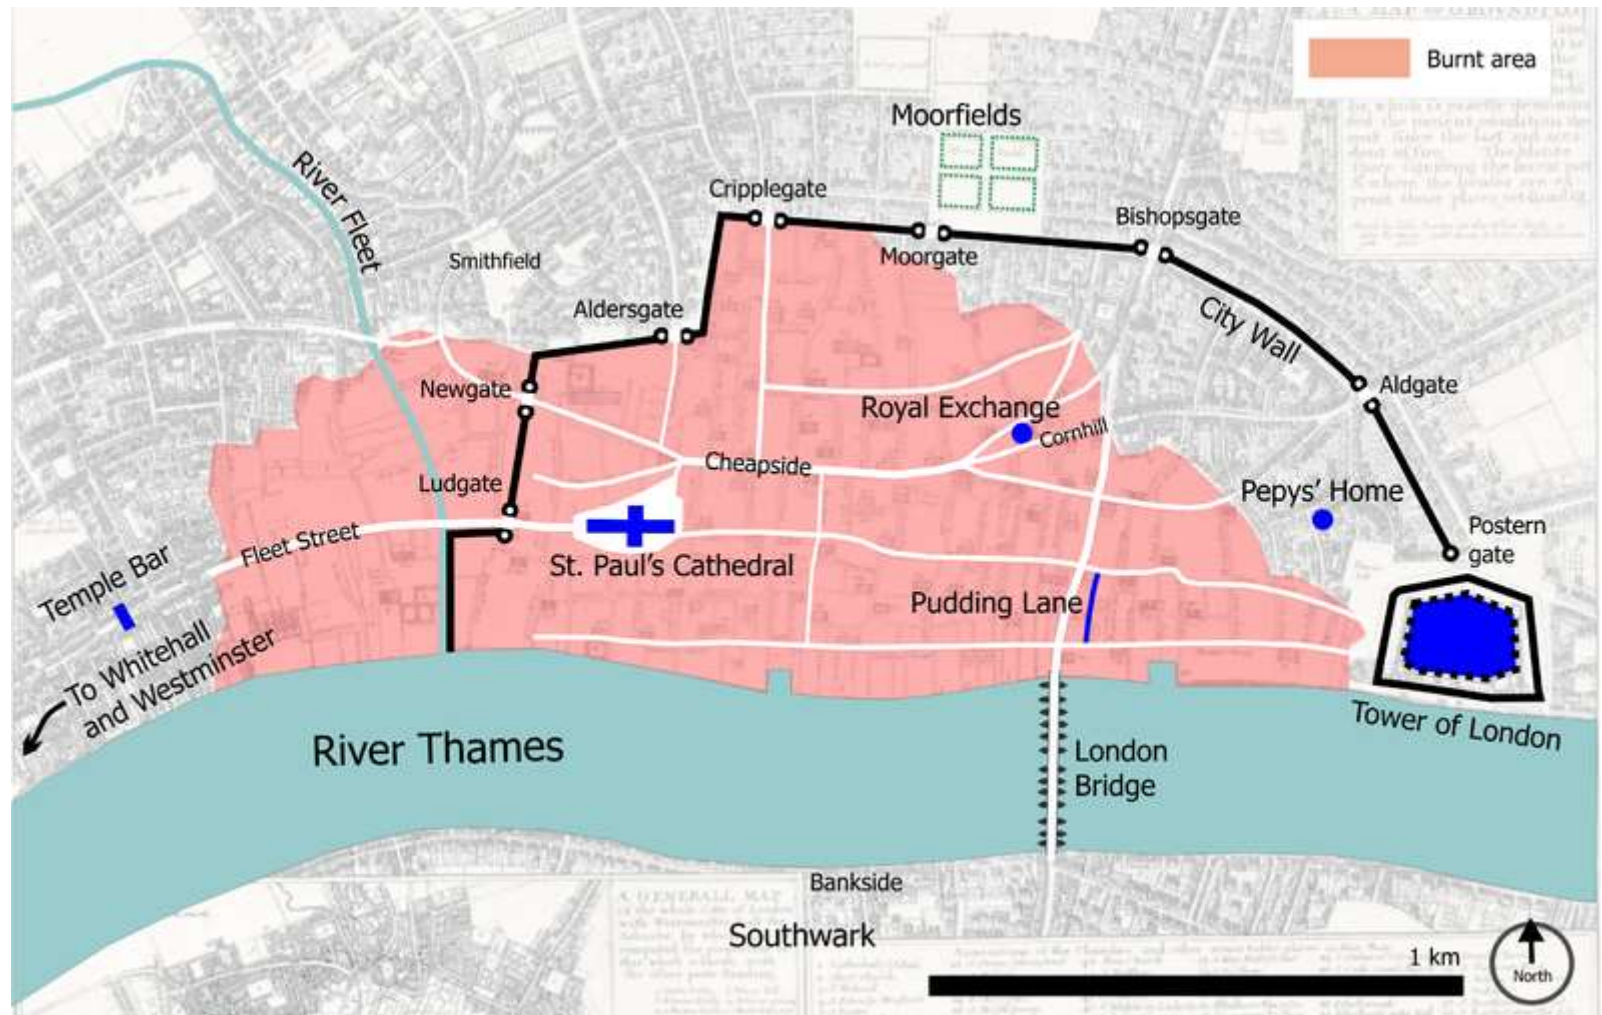 Burnt area
Moorfields
River Fleet
Cripplegate
Bishopsgate
Moorgate
Smithfield
Aldersgate
City Wall
Newgate
Aldgate
Royal Exchange
Cornhill
Cheapside
Ludgate
Pepys' Home
Postern
gate
Fleet Street
St. Paul's Cathedral
Temple Bar
Pudding Lane
To Whitehall
and Westminster
Tower of London
River Thames
London
Bridge
Bankside
A GENERALL MAP
Southwark
1 km
North